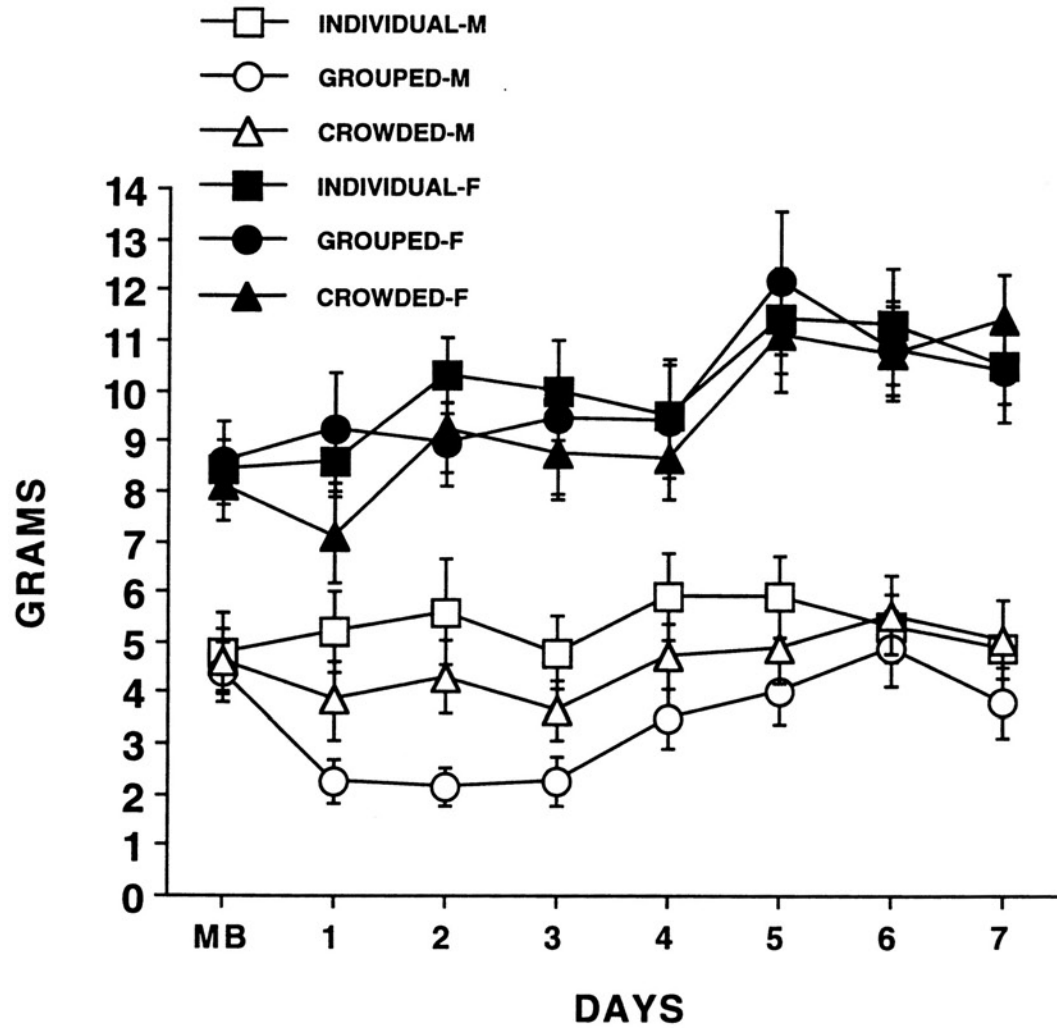 INDIVIDUAL-M
GROUPED-M
CROWDED-M
INDIVIDUAL-F
GROUPED-F
CROWDED-F
14
13
12
11
10
9
8
7
6
5
4
3
2
1
0
GRAMS
MB 1 2 3 4 5 6 7
DAYS